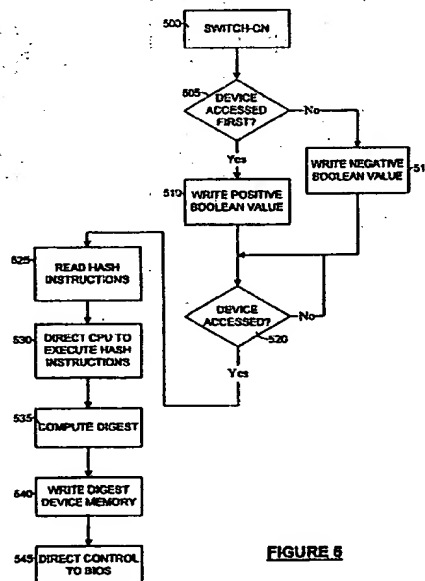 500
SWITCH-ON
505
DEVICE
ACCESSED
FIRST?
No
Yes
510
WRITE POSITIVE
BOOLEAN VALUE
WRITE NEGATIVE
BOOLEAN VALUE
51
525
READ HASH
INSTRUCTIONS
DEVICE
ACCESSED?
No
520
Yes
530
DIRECT CPU TO
EXECUTE HASH
INSTRUCTIONS
535
COMPUTE DIGEST
540
WRITE DIGEST
DEVICE MEMORY
545
DIRECT CONTROL
TO BIOS
FIGURE 5